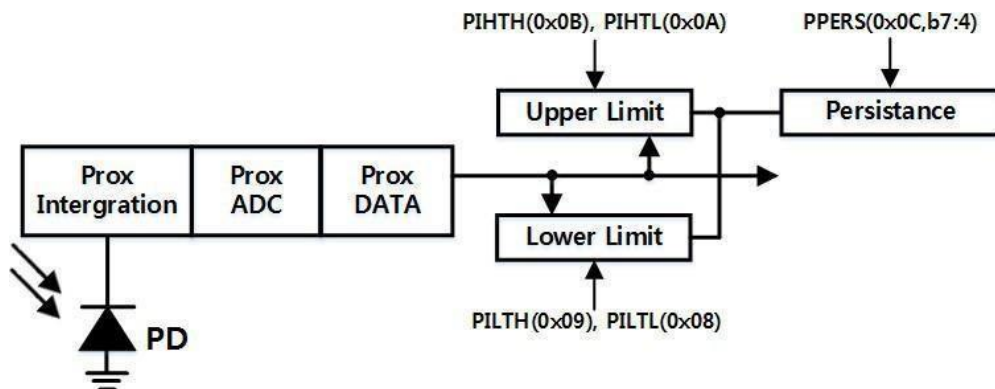 PIHTH(0x0B), PIHTL(0x0A)
PPERS(0x0C,b7:4)
Upper Limit
Persistance
Prox
Intergration
Prox
ADC
Prox
DATA
Lower Limit
PILTH(0x09), PILTL(0x08)
PD